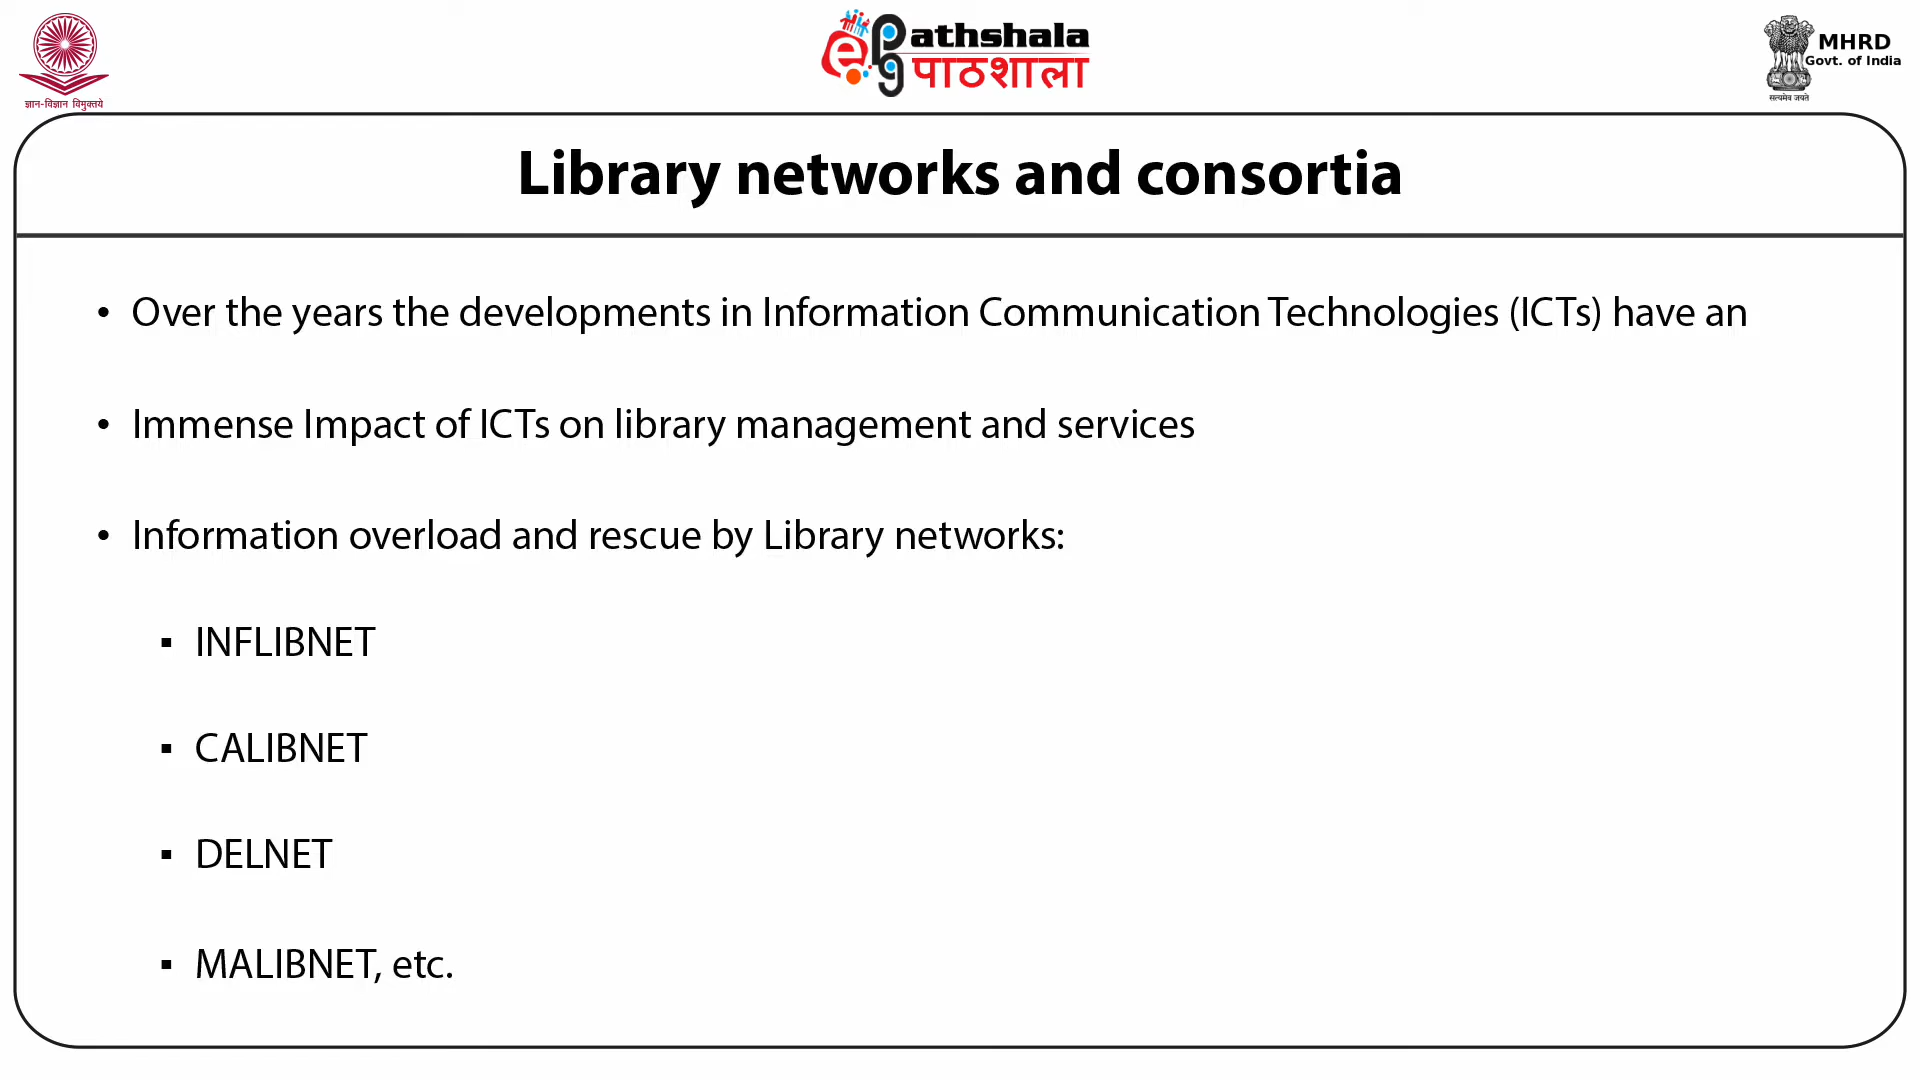 ज्ञान-विज्ञान विमुक्तये
ePathshala
पाठशाला
MHRD
Govt. of India
सत्यमेव जयते
Library networks and consortia
• Over the years the developments in Information Communication Technologies (ICTs) have an
• Immense Impact of ICTs on library management and services
• Information overload and rescue by Library networks:
▪ INFLIBNET
▪ CALIBNET
▪ DELNET
▪ MALIBNET, etc.